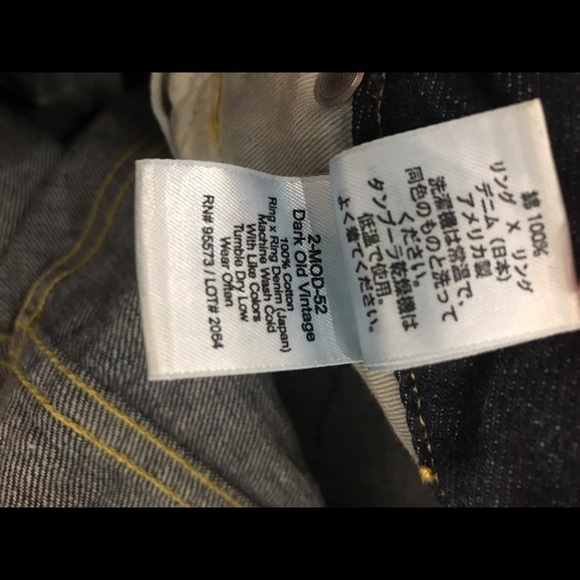 2-MOD-52
Dark Old Vintage
100% Cotton
Ring x Ring Denim (Japan)
Machine Wash Cold
With Like Colors
Tumble Dry Low
Wear Often
RN# 95573 / LOT# 2064
綿 100%
リング X リング
デニム (日本)
アメリカ製
洗濯機は常温で、
同色のものと洗って
ください。
タンブーラ乾燥機は
低温で使用。
よく着てください。